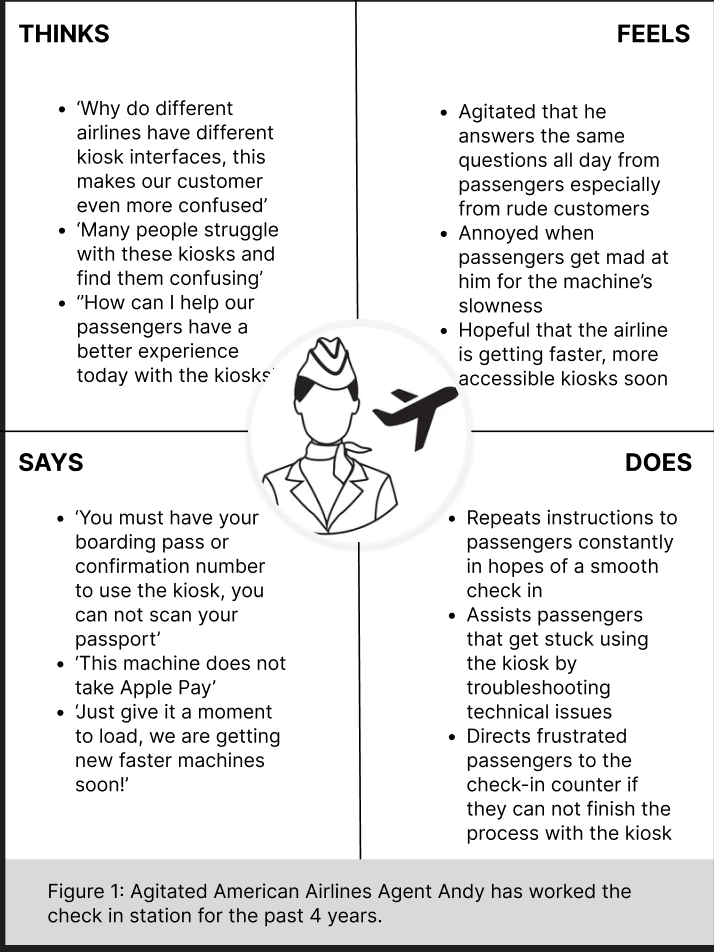 THINKS
• ‘Why do different
airlines have different
kiosk interfaces, this
makes our customer
even more confused’
• ‘Many people struggle
with these kiosks and
find them confusing’
• ‘’How can I help our
passengers have a
better experience
today with the kiosks’
FEELS
• Agitated that he
answers the same
questions all day from
passengers especially
from rude customers
• Annoyed when
passengers get mad at
him for the machine’s
slowness
• Hopeful that the airline
is getting faster, more
accessible kiosks soon
SAYS
• ‘You must have your
boarding pass or
confirmation number
to use the kiosk, you
can not scan your
passport’
• ‘This machine does not
take Apple Pay’
• ‘Just give it a moment
to load, we are getting
new faster machines
soon!’
DOES
• Repeats instructions to
passengers constantly
in hopes of a smooth
check in
• Assists passengers
that get stuck using
the kiosk by
troubleshooting
technical issues
• Directs frustrated
passengers to the
check-in counter if
they can not finish the
process with the kiosk
Figure 1: Agitated American Airlines Agent Andy has worked the
check in station for the past 4 years.